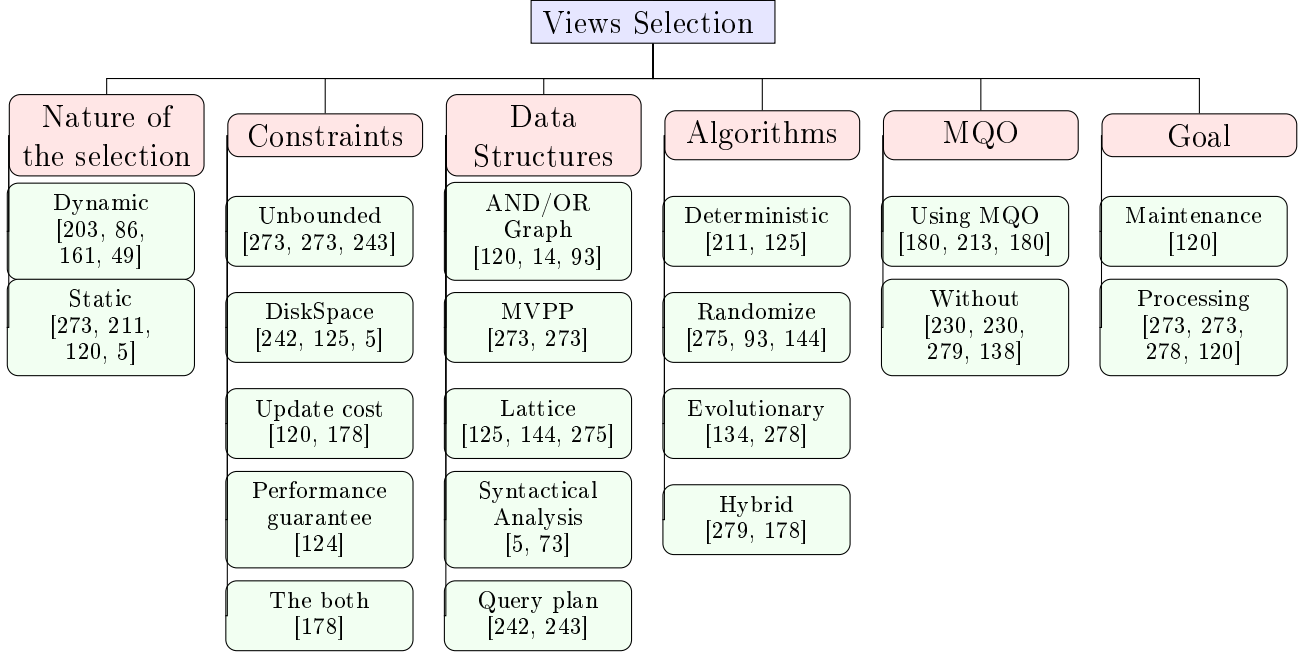 Views Selection
Nature of
the selection
Dynamic
[203, 86,
161, 49]
Static
[273, 211,
120, 5]
Constraints
Unbounded
[273, 273, 243]
DiskSpace
[242, 125, 5]
Update cost
[120, 178]
Performance
guarantee
[124]
The both
[178]
Data
Structures
AND/OR
Graph
[120, 14, 93]
MVPP
[273, 273]
Lattice
[125, 144, 275]
Syntactical
Analysis
[5, 73]
Query plan
[242, 243]
Algorithms
Deterministic
[211, 125]
Randomize
[275, 93, 144]
Evolutionary
[134, 278]
Hybrid
[279, 178]
MQO
Using MQO
[180, 213, 180]
Without
[230, 230,
279, 138]
Goal
Maintenance
[120]
Processing
[273, 273,
278, 120]